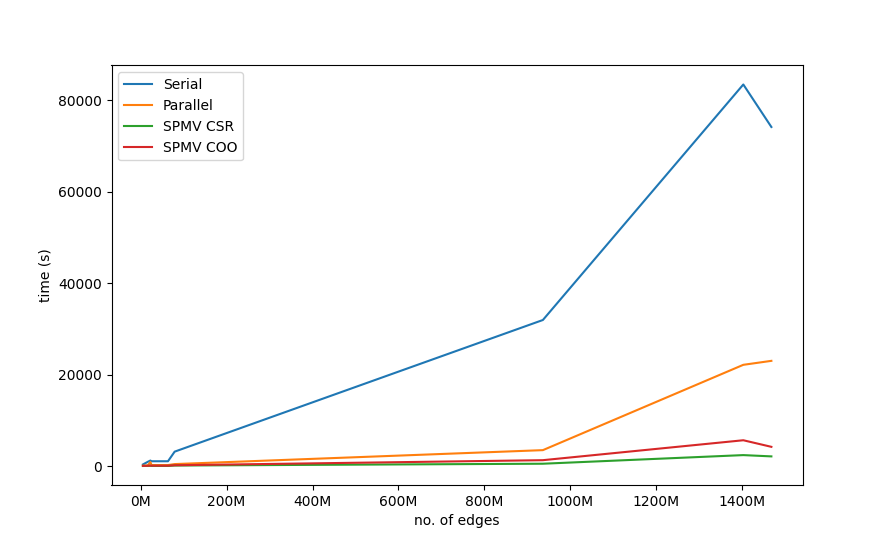 Serial
Parallel
SPMV CSR
SPMV COO
80000
60000
40000
20000
0
time (s)
0M 200M 400M 600M 800M 1000M 1200M 1400M
no. of edges